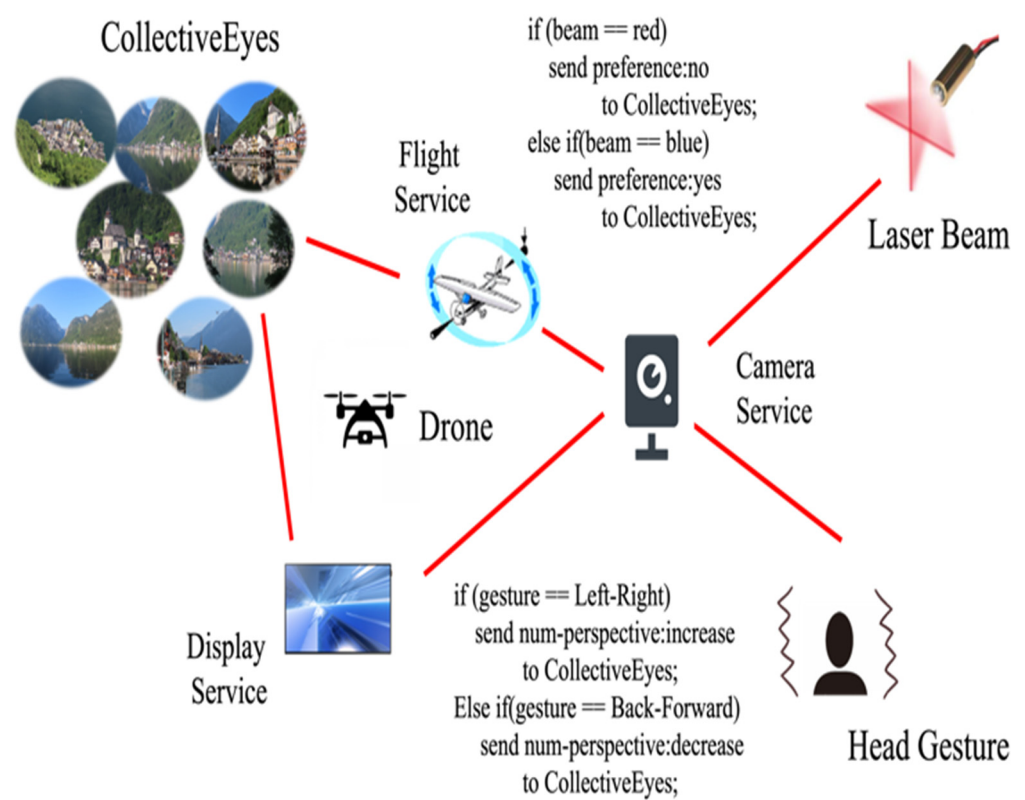 CollectiveEyes
if (beam == red)
send preference:no
to CollectiveEyes;
else if(beam == blue)
send preference:yes
to CollectiveEyes;
Flight
Service
Laser Beam
Camera
Service
Drone
Display
Service
if (gesture == Left-Right)
send num-perspective:increase
to CollectiveEyes;
Else if(gesture == Back-Forward)
send num-perspective:decrease
to CollectiveEyes;
Head Gesture